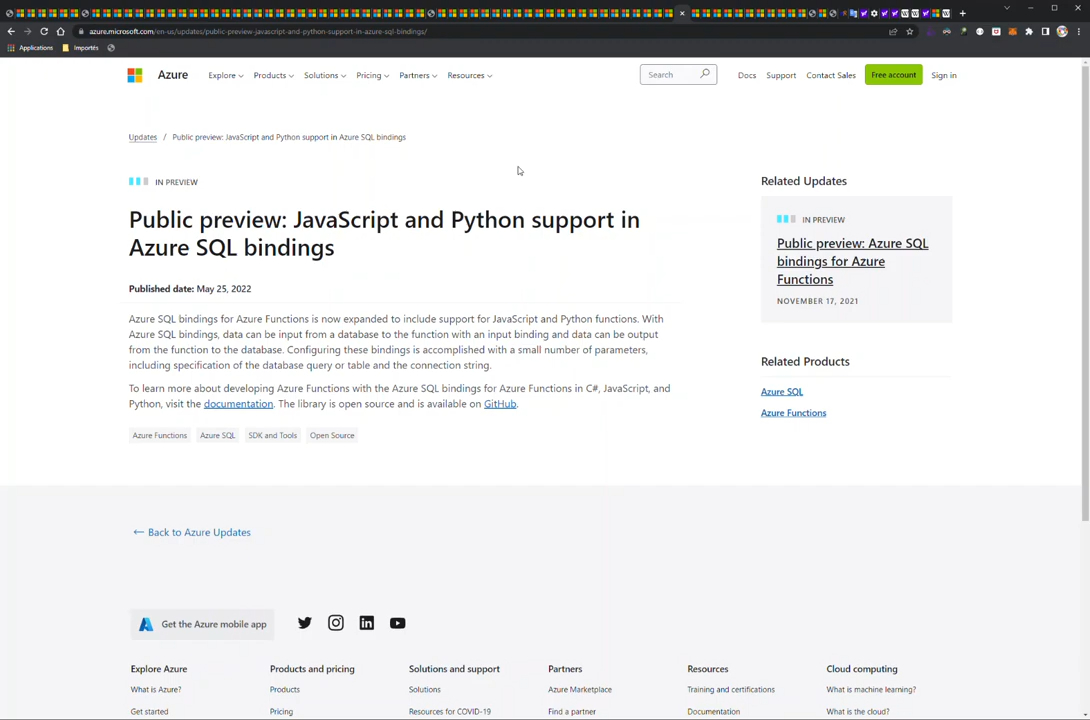 azure.microsoft.com/en-us/updates/public-preview-javascript-and-python-support-in-azure-sql-bindings/
Applications
Importés
Azure
Explore
Products
Solutions
Pricing
Partners
Resources
Search
Docs
Support
Contact Sales
Free account
Sign in
Updates / Public preview: JavaScript and Python support in Azure SQL bindings
IN PREVIEW
Public preview: JavaScript and Python support in
Azure SQL bindings
Published date: May 25, 2022
Azure SQL bindings for Azure Functions is now expanded to include support for JavaScript and Python functions. With
Azure SQL bindings, data can be input from a database to the function with an input binding and data can be output
from the function to the database. Configuring these bindings is accomplished with a small number of parameters,
including specification of the database query or table and the connection string.
To learn more about developing Azure Functions with the Azure SQL bindings for Azure Functions in C#, JavaScript, and
Python, visit the documentation. The library is open source and is available on GitHub.
Azure Functions
Azure SQL
SDK and Tools
Open Source
Related Updates
IN PREVIEW
Public preview: Azure SQL
bindings for Azure
Functions
NOVEMBER 17, 2021
Related Products
Azure SQL
Azure Functions
← Back to Azure Updates
Get the Azure mobile app
Explore Azure
What is Azure?
Get started
Products and pricing
Products
Pricing
Solutions and support
Solutions
Resources for COVID-19
Partners
Azure Marketplace
Find a partner
Resources
Training and certifications
Documentation
Cloud computing
What is machine learning?
What is the cloud?